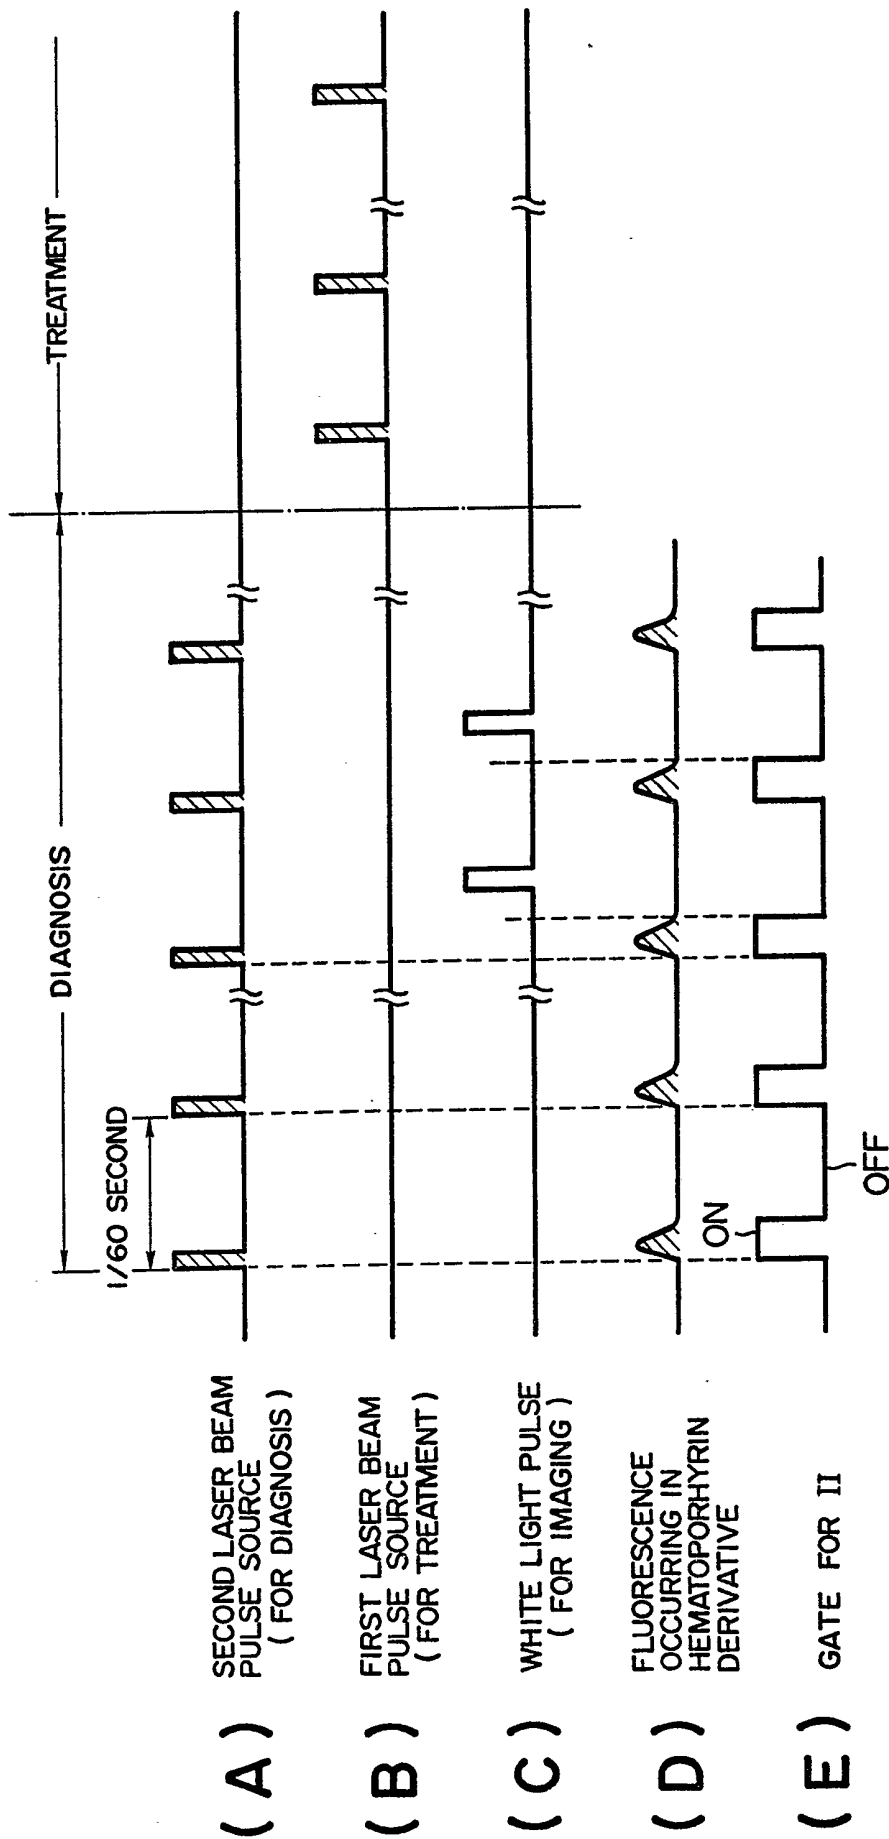 DIAGNOSIS
TREATMENT
1/60 SECOND
( A )
SECOND LASER BEAM
PULSE SOURCE
( FOR DIAGNOSIS )
( B )
FIRST LASER BEAM
PULSE SOURCE
(FOR TREATMENT)
( C )
WHITE LIGHT PULSE
( FOR IMAGING )
( D )
FLUORESCENCE
OCCURRING IN
HEMATOPORHYRIN
DERIVATIVE
( E )
GATE FOR II
ON
OFF